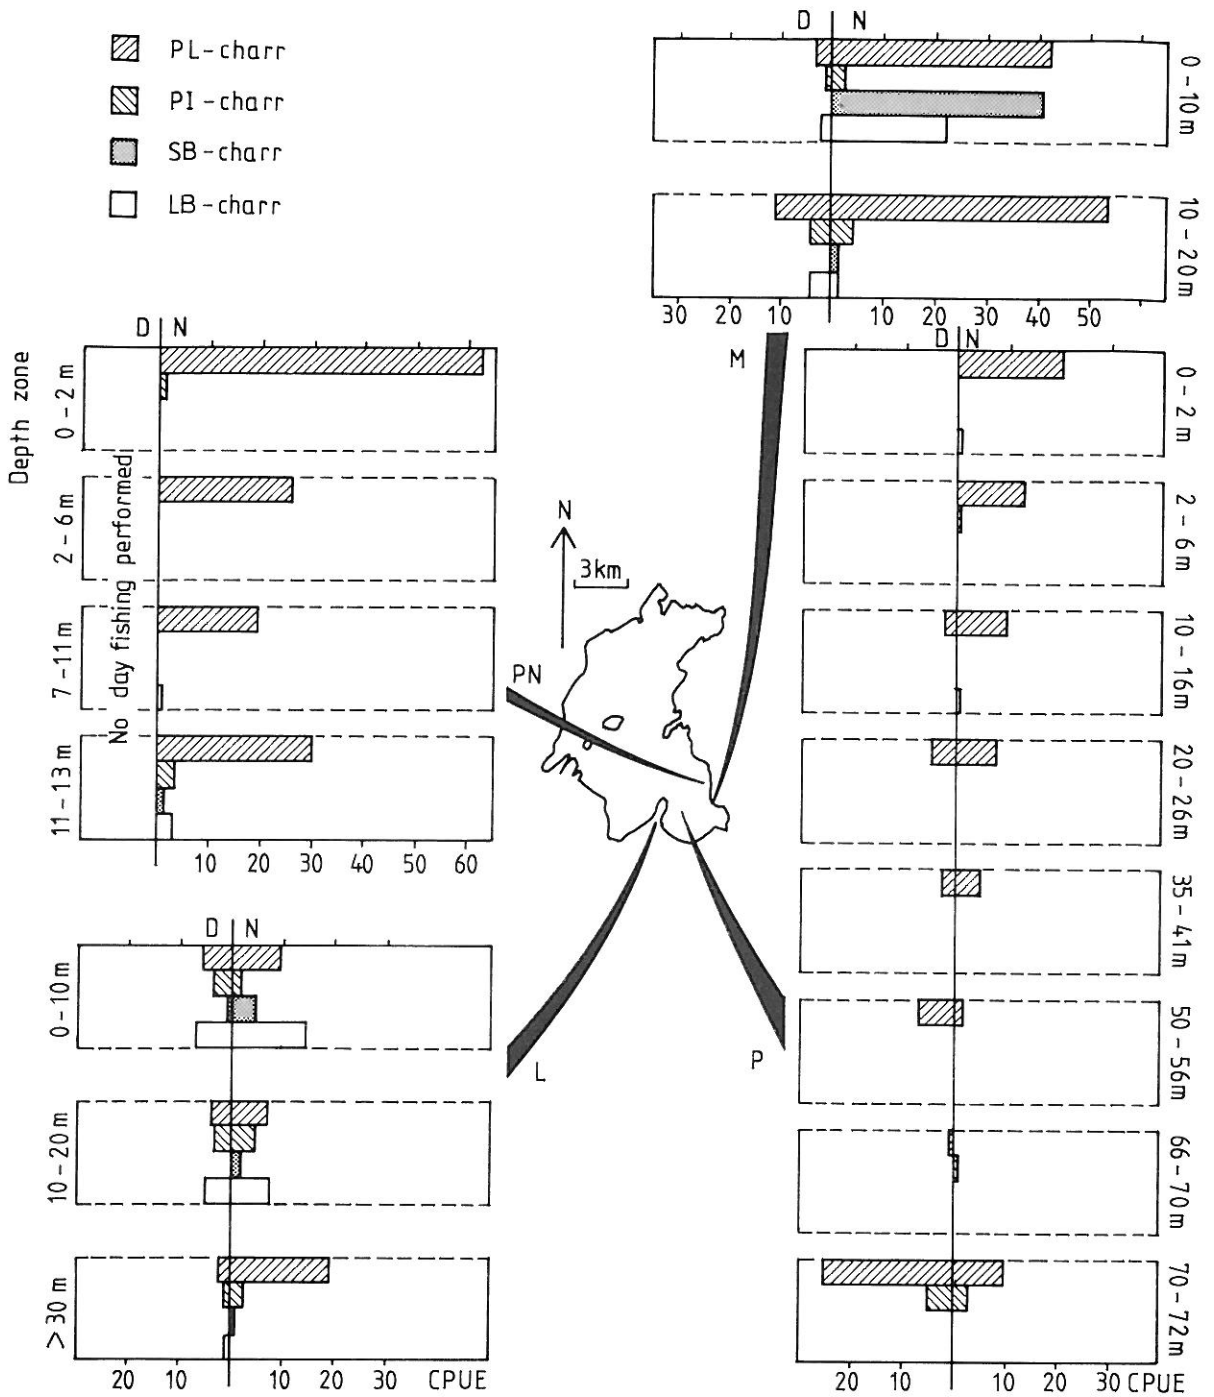 PL-charr
PI-charr
SB-charr
LB-charr
D N
0-10m
10-20m
30 20 10 10 20 30 40 50
M
Depth zone
D N
0-2m
2-6m
7-11m
11-13m
No day fishing performed
10 20 30 40 50 60
PN
N
3km
D N
0-2m
2-6m
10-16m
20-26m
35-41m
50-56m
66-70m
70-72m
20 10 10 20 30 CPUE
P
D N
0-10m
10-20m
>30m
20 10 10 20 30 CPUE
L